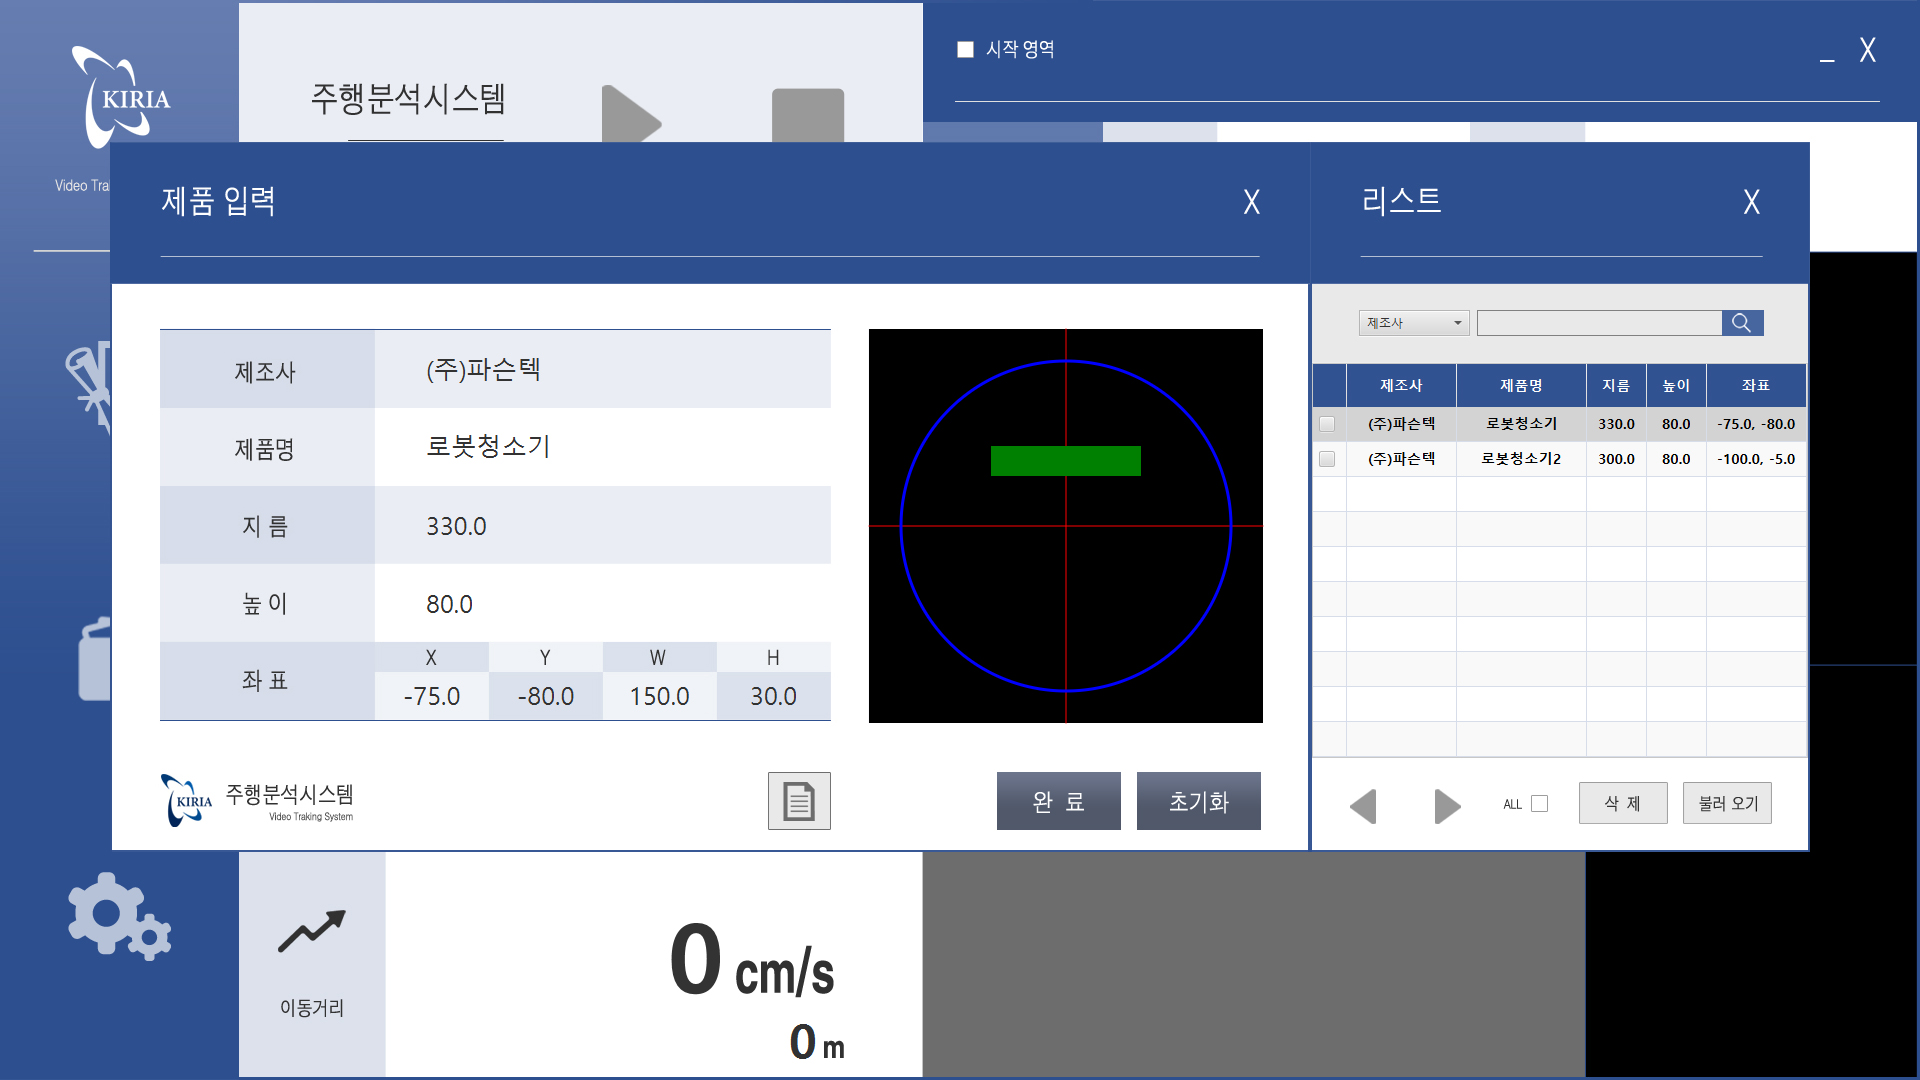 KIRIA
Video Tra
주행분석시스템
시작 영역
_ X
제품 입력
X
제조사 (주)파슨텍
제품명 로봇청소기
지 름 330.0
높 이 80.0
좌 표
X Y W H
-75.0 -80.0 150.0 30.0
KIRIA
주행분석시스템
Video Traking System
완 료
초기화
리스트
X
제조사
제조사 제품명 지름 높이 좌표
(주)파슨텍 로봇청소기 330.0 80.0 -75.0, -80.0
(주)파슨텍 로봇청소기2 300.0 80.0 -100.0, -5.0
ALL
삭 제
불러 오기
이동거리
0 cm/s
0 m